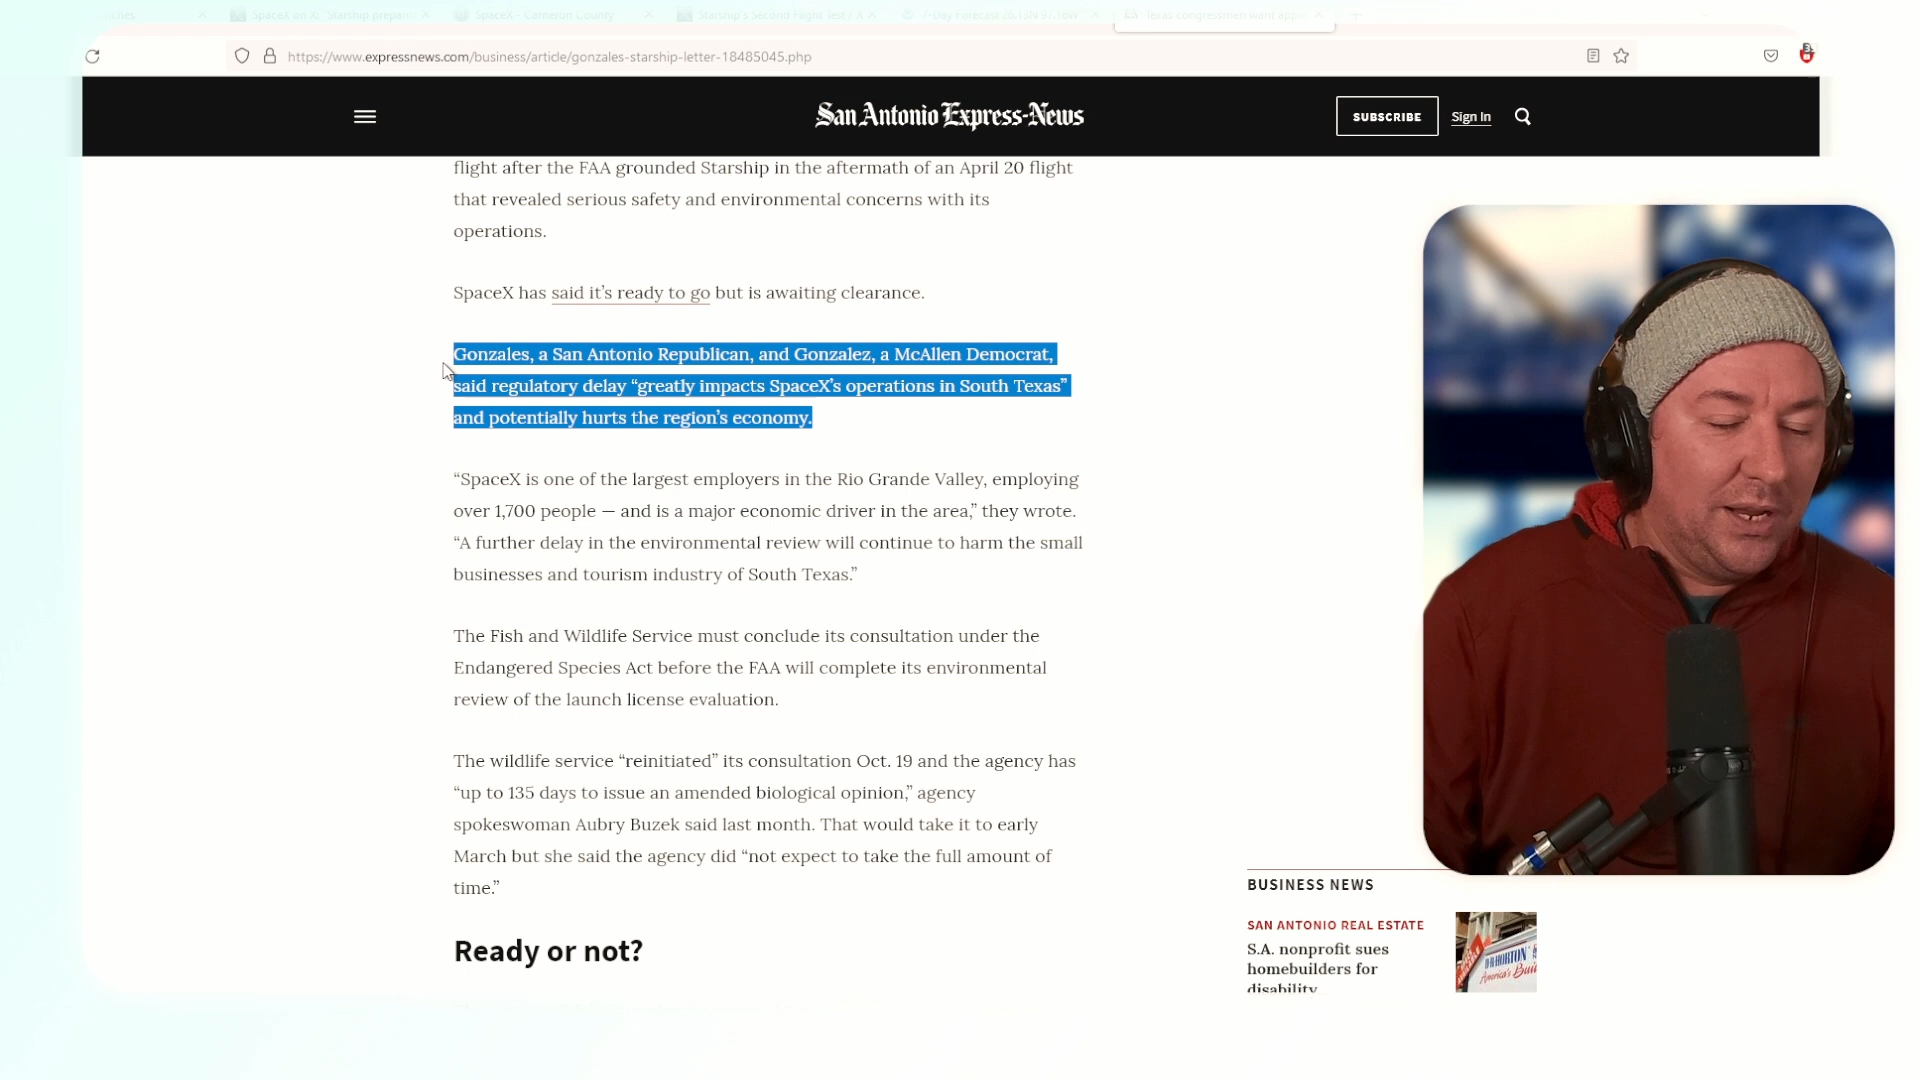 SpaceX - Cameron County
Starship's Second Flight Test / X
7-Day Forecast 26.15N 97.18W
Texas congressmen want appr
https://www.expressnews.com/business/article/gonzales-starship-letter-18485045.php
San Antonio Express-News
SUBSCRIBE
Sign In
flight after the FAA grounded Starship in the aftermath of an April 20 flight
that revealed serious safety and environmental concerns with its
operations.
SpaceX has said it’s ready to go but is awaiting clearance.
Gonzales, a San Antonio Republican, and Gonzalez, a McAllen Democrat,
said regulatory delay “greatly impacts SpaceX’s operations in South Texas”
and potentially hurts the region’s economy.
“SpaceX is one of the largest employers in the Rio Grande Valley, employing
over 1,700 people — and is a major economic driver in the area,” they wrote.
“A further delay in the environmental review will continue to harm the small
businesses and tourism industry of South Texas.”
The Fish and Wildlife Service must conclude its consultation under the
Endangered Species Act before the FAA will complete its environmental
review of the launch license evaluation.
The wildlife service “reinitiated” its consultation Oct. 19 and the agency has
“up to 135 days to issue an amended biological opinion,” agency
spokeswoman Aubry Buzek said last month. That would take it to early
March but she said the agency did “not expect to take the full amount of
time.”
Ready or not?
BUSINESS NEWS
SAN ANTONIO REAL ESTATE
S.A. nonprofit sues
homebuilders for
disability